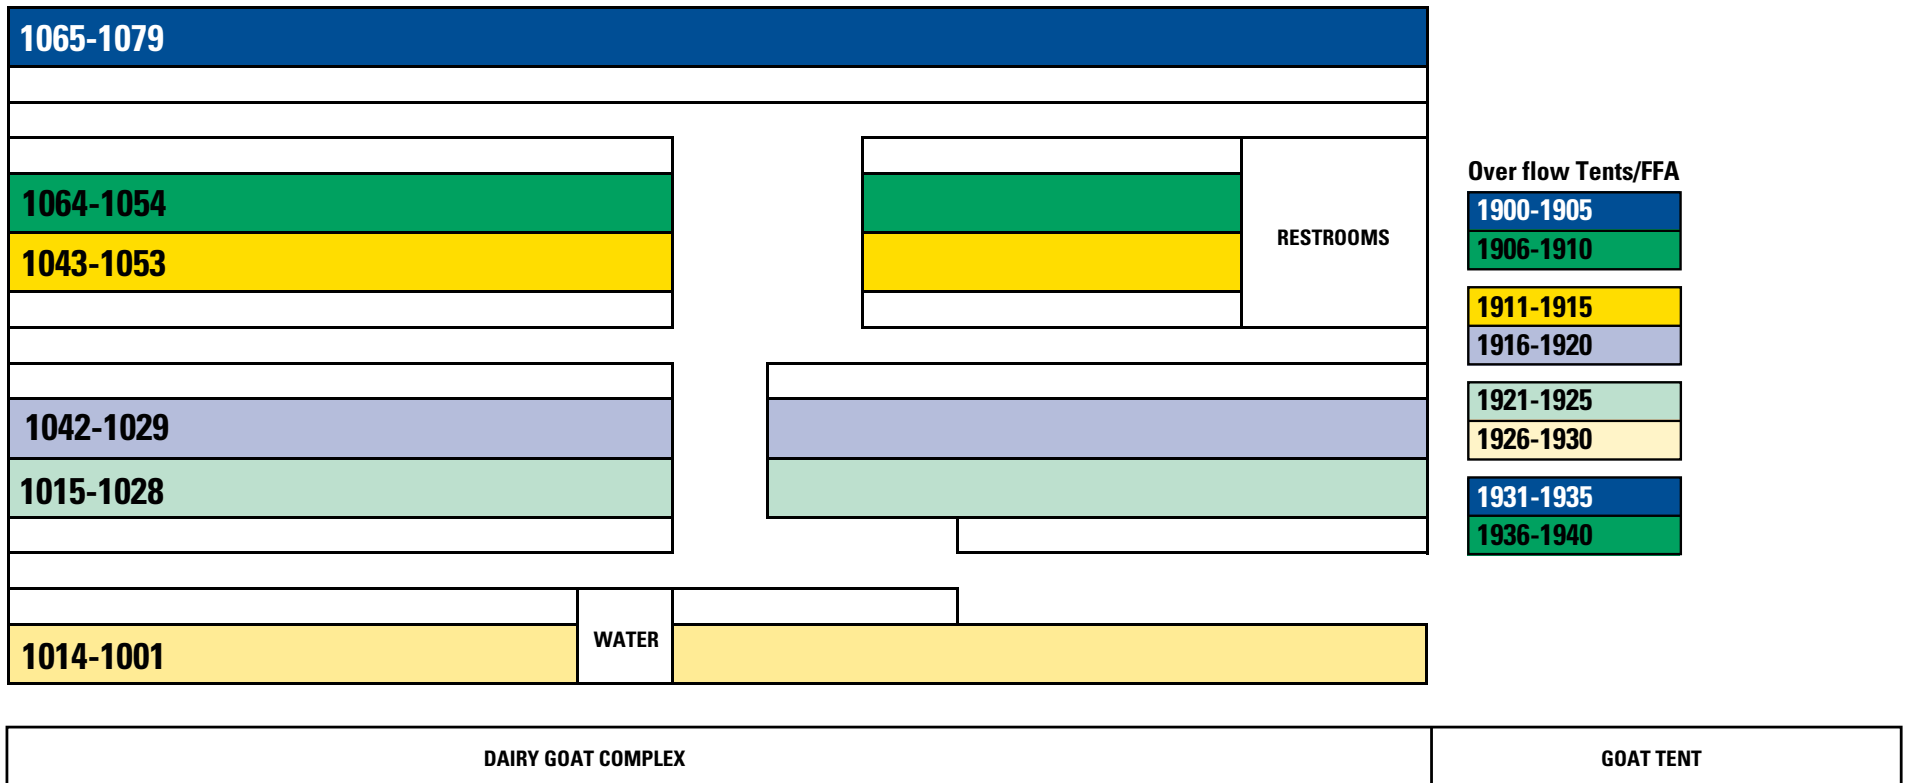 1065-1079
1064-1054
1043-1053
RESTROOMS
1042-1029
1015-1028
1014-1001
WATER
Over flow Tents/FFA
1900-1905
1906-1910
1911-1915
1916-1920
1921-1925
1926-1930
1931-1935
1936-1940
DAIRY GOAT COMPLEX
GOAT TENT